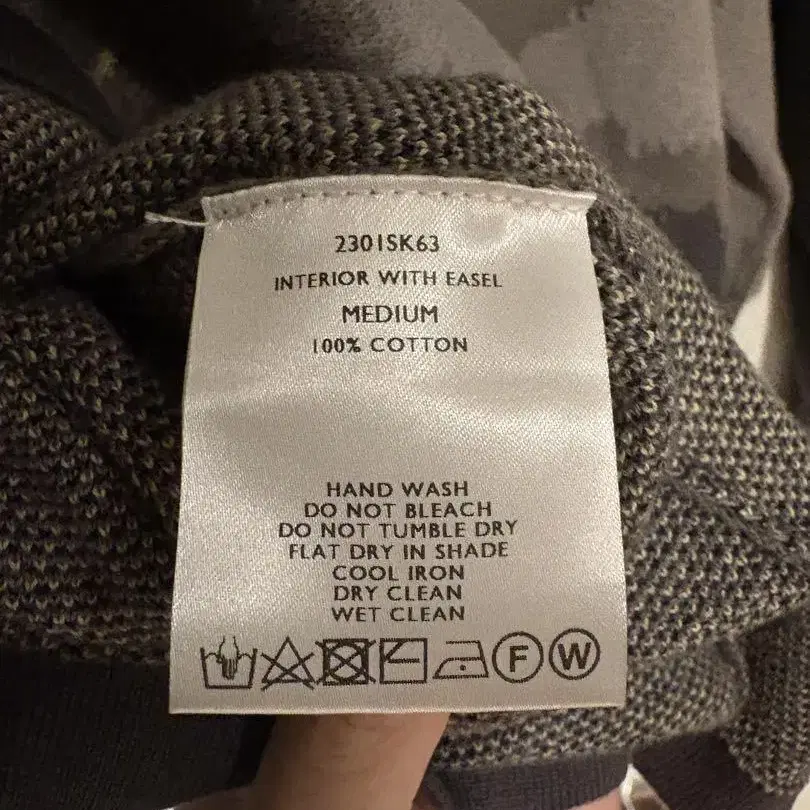 2301SK63
INTERIOR WITH EASEL
MEDIUM
100% COTTON
HAND WASH
DO NOT BLEACH
DO NOT TUMBLE DRY
FLAT DRY IN SHADE
COOL IRON
DRY CLEAN
WET CLEAN
F W